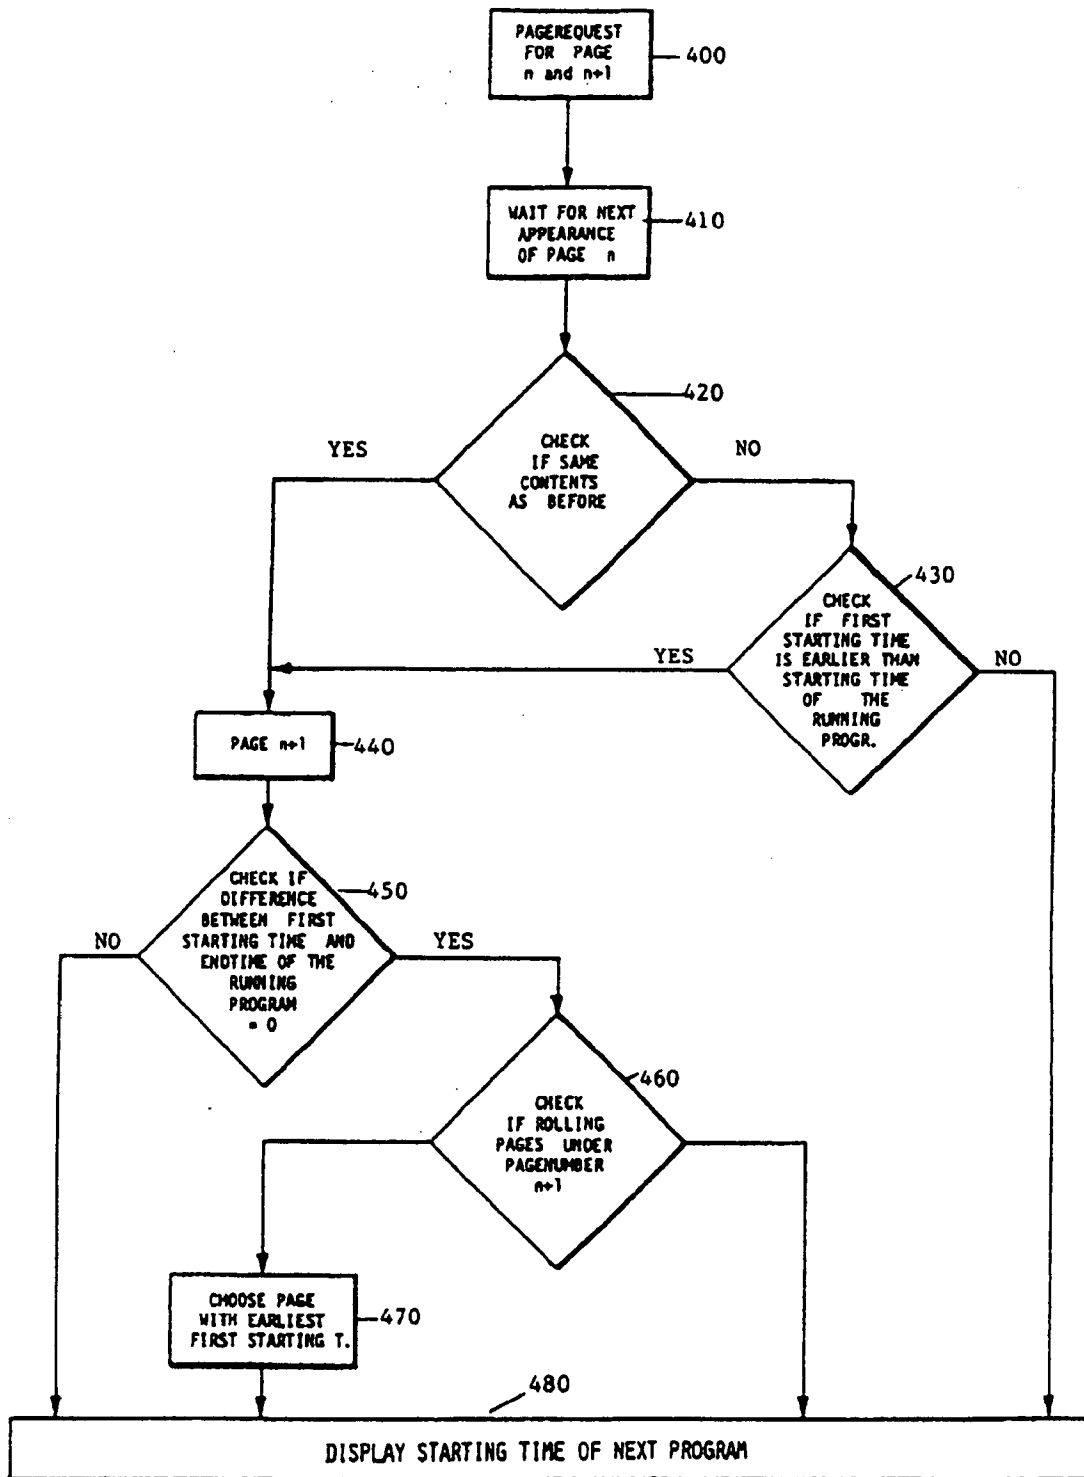 PAGEREQUEST
FOR PAGE
n and n+1
400
WAIT FOR NEXT
APPEARANCE
OF PAGE n
410
420
YES
NO
CHECK
IF SAME
CONTENTS
AS BEFORE
430
CHECK
IF FIRST
STARTING TIME
IS EARLIER THAN
STARTING TIME
OF THE
RUNNING
PROGR.
YES
NO
PAGE n+1
440
CHECK IF
DIFFERENCE
BETWEEN FIRST
STARTING TIME AND
ENDTIME OF THE
RUNNING
PROGRAM
= 0
450
NO
YES
460
CHECK
IF ROLLING
PAGES UNDER
PAGENUMBER
n+1
CHOOSE PAGE
WITH EARLIEST
FIRST STARTING T.
470
480
DISPLAY STARTING TIME OF NEXT PROGRAM